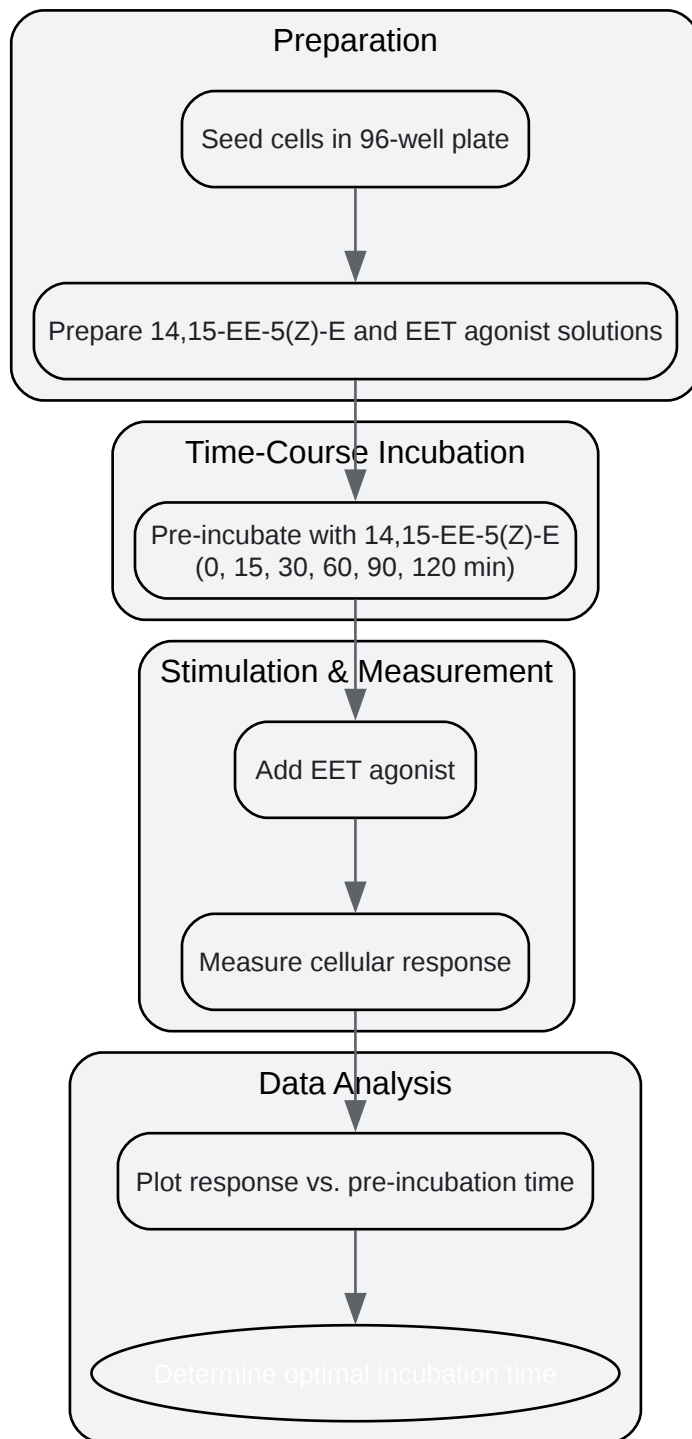 Preparation
Seed cells in 96-well plate
Prepare 14,15-EE-5(Z)-E and EET agonist solutions
Time-Course Incubation
Pre-incubate with 14,15-EE-5(Z)-E
(0, 15, 30, 60, 90, 120 min)
Stimulation & Measurement
Add EET agonist
Measure cellular response
Data Analysis
Plot response vs. pre-incubation time
Determine optimal incubation time